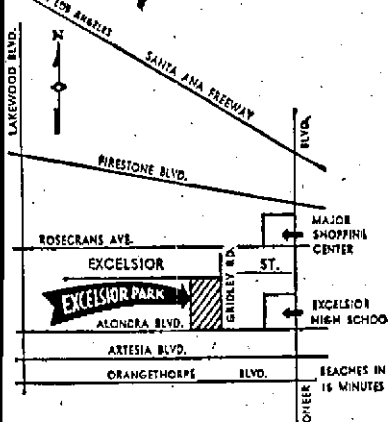 LOS ANGELES
N
SANTA ANA FREEWAY
LAKEWOOD BLVD.
BLVD.
FIRESTONE BLVD.
MAJOR
SHOPPING
CENTER
ROSECRANS AVE.
EXCELSIOR
ST.
GRIDLEY RD.
EXCELSIOR PARK
EXCELSIOR
HIGH SCHOO
ALONDRA BLVD.
ARTESIA BLVD.
ORANGETHORPE BLVD.
BEACHES IN
15 MINUTES
ONEER